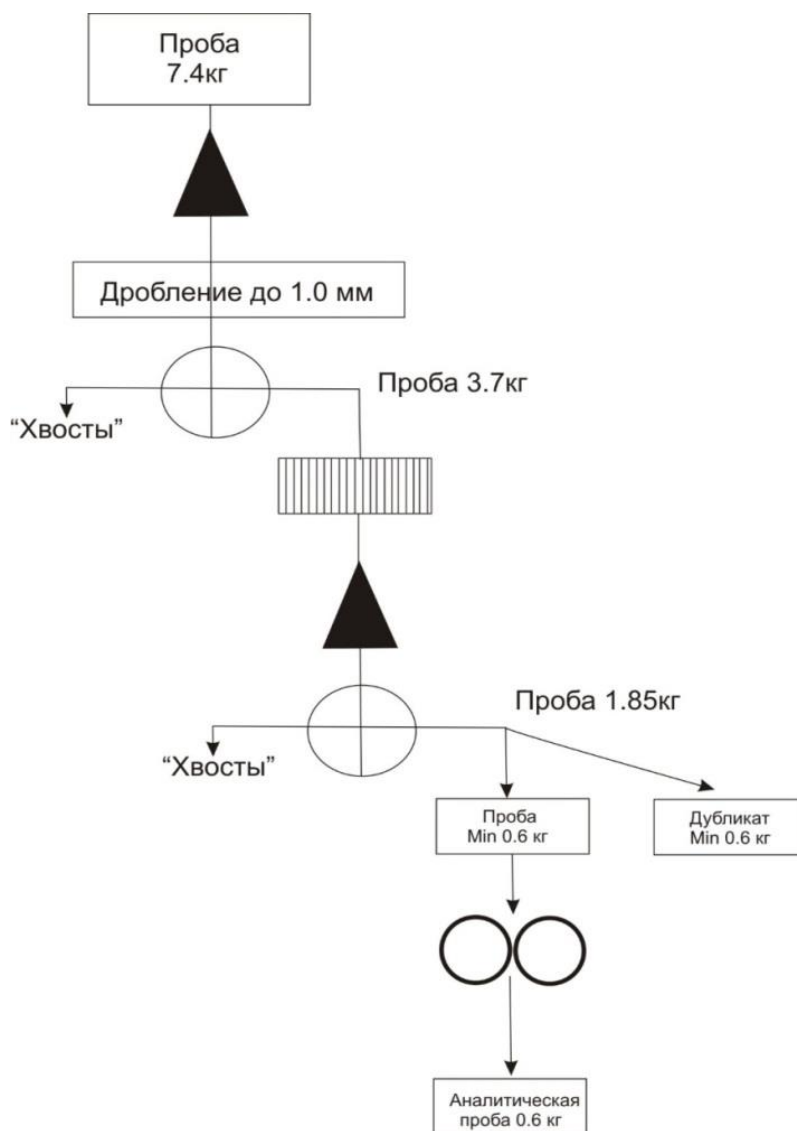 Проба
7.4кг
Дробление до 1.0 мм
Проба 3.7кг
“Хвосты”
Проба 1.85кг
“Хвосты”
Проба
Min 0.6 кг
Дубликат
Min 0.6 кг
Аналитическая
проба 0.6 кг